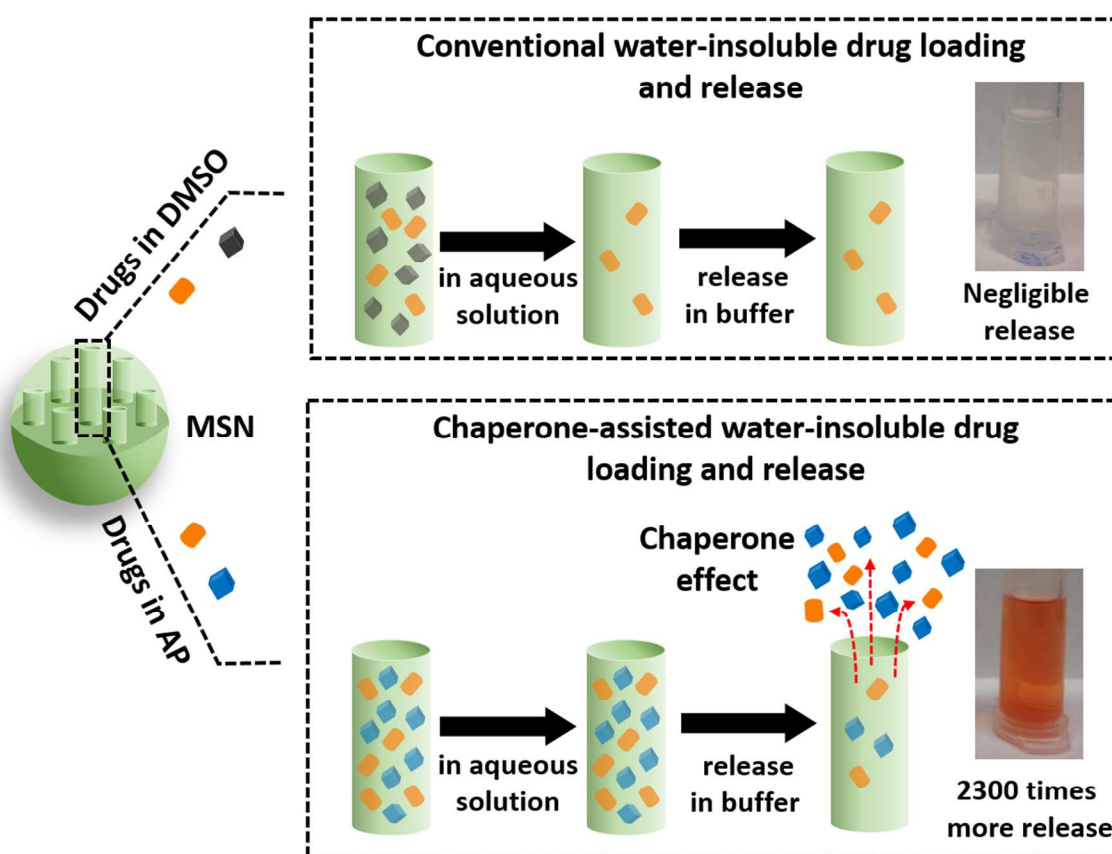 Conventional water-insoluble drug loading
and release
Drugs in DMSO
in aqueous
solution
release
in buffer
Negligible
release
MSN
Drugs in AP
Chaperone-assisted water-insoluble drug
loading and release
Chaperone
effect
in aqueous
solution
release
in buffer
2300 times
more release